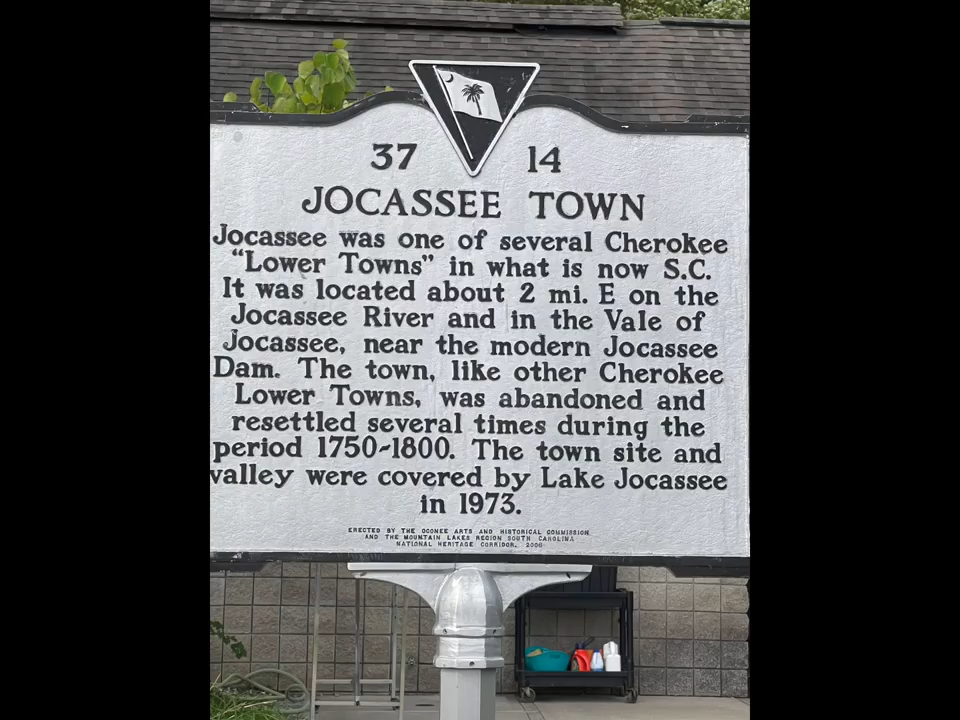 37 14
JOCASSEE TOWN
Jocassee was one of several Cherokee
“Lower Towns” in what is now S.C.
It was located about 2 mi. E on the
Jocassee River and in the Vale of
Jocassee, near the modern Jocassee
Dam. The town, like other Cherokee
Lower Towns, was abandoned and
resettled several times during the
period 1750-1800. The town site and
valley were covered by Lake Jocassee
in 1973.
ERECTED BY THE OCONEE ARTS AND HISTORICAL COMMISSION
AND THE MOUNTAIN LAKES REGION SOUTH CAROLINA
NATIONAL HERITAGE CORRIDOR, 2006